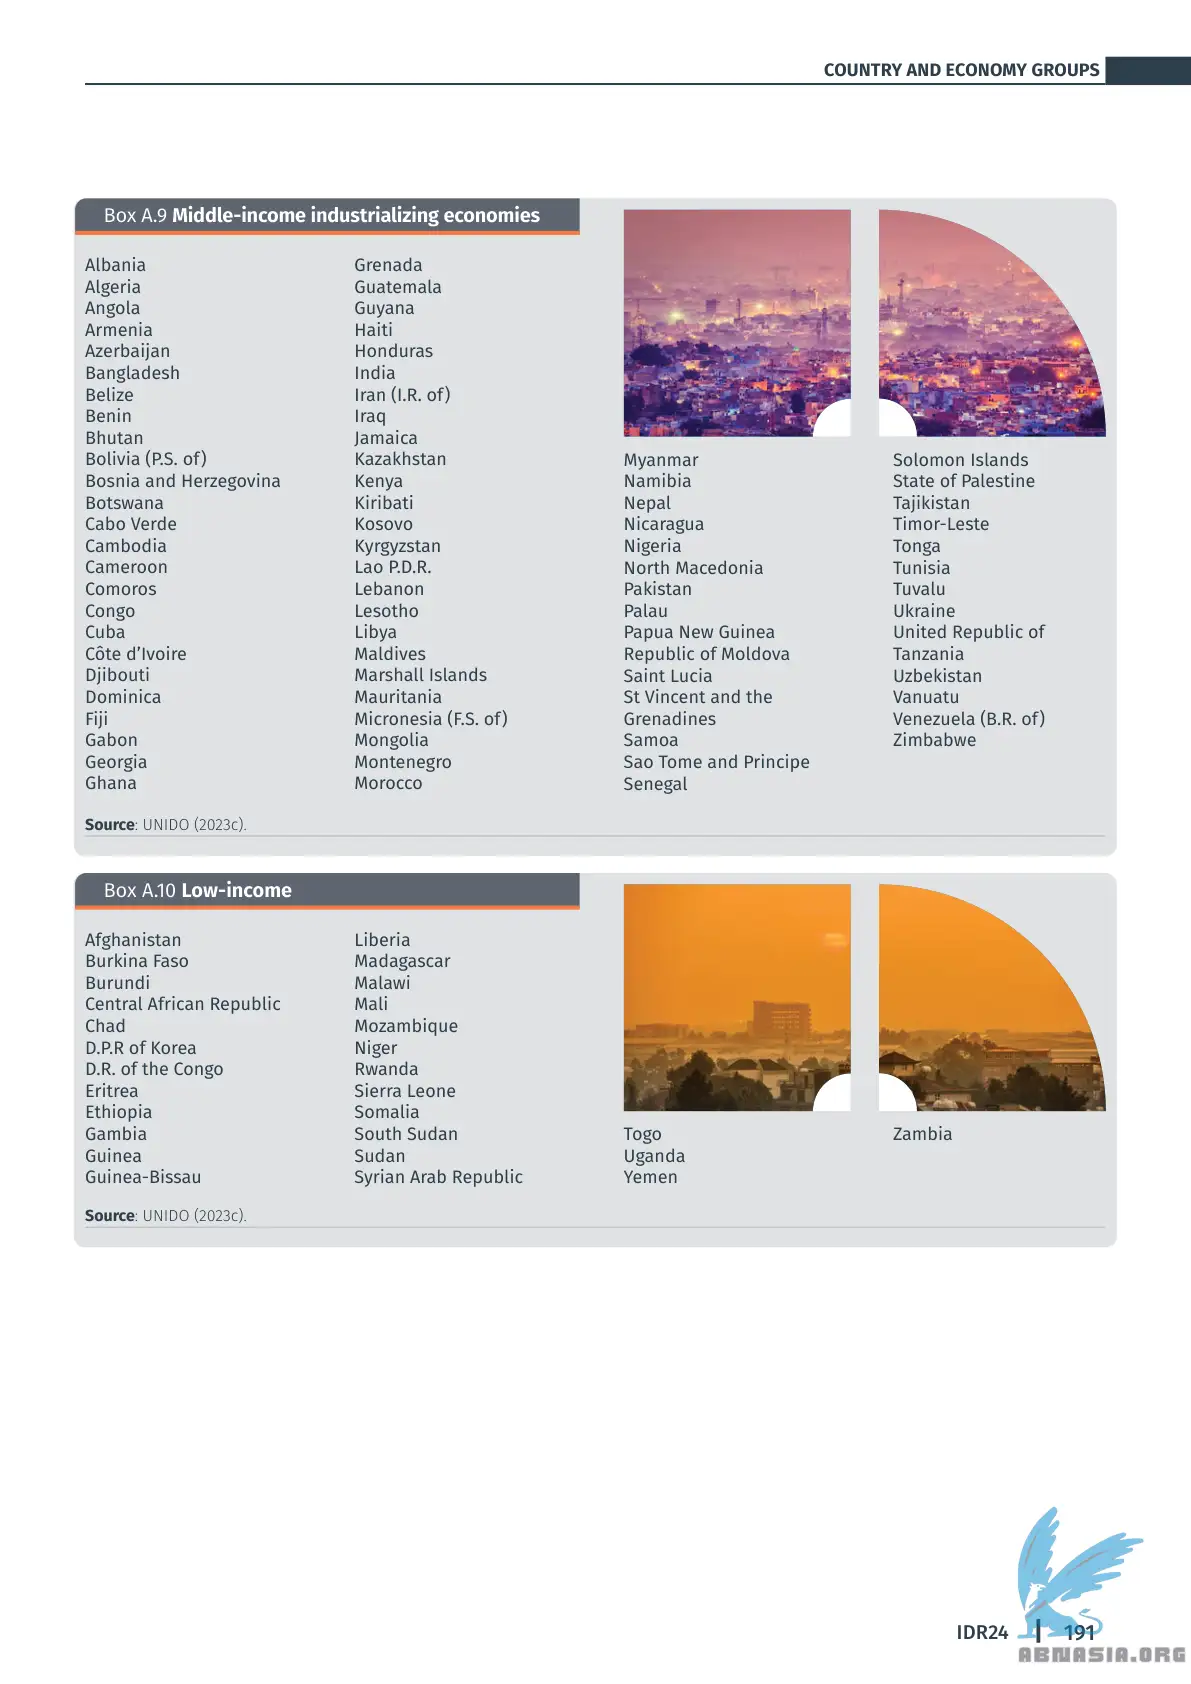 COUNTRY AND ECONOMY GROUPS
Box A.9 Middle-income industrializing economies
Albania
Algeria
Angola
Armenia
Azerbaijan
Bangladesh
Belize
Benin
Bhutan
Bolivia (P.S. of)
Bosnia and Herzegovina
Botswana
Cabo Verde
Cambodia
Cameroon
Comoros
Congo
Cuba
Côte d’Ivoire
Djibouti
Dominica
Fiji
Gabon
Georgia
Ghana
Grenada
Guatemala
Guyana
Haiti
Honduras
India
Iran (I.R. of)
Iraq
Jamaica
Kazakhstan
Kenya
Kiribati
Kosovo
Kyrgyzstan
Lao P.D.R.
Lebanon
Lesotho
Libya
Maldives
Marshall Islands
Mauritania
Micronesia (F.S. of)
Mongolia
Montenegro
Morocco
Myanmar
Namibia
Nepal
Nicaragua
Nigeria
North Macedonia
Pakistan
Palau
Papua New Guinea
Republic of Moldova
Saint Lucia
St Vincent and the
Grenadines
Samoa
Sao Tome and Principe
Senegal
Solomon Islands
State of Palestine
Tajikistan
Timor-Leste
Tonga
Tunisia
Tuvalu
Ukraine
United Republic of
Tanzania
Uzbekistan
Vanuatu
Venezuela (B.R. of)
Zimbabwe
Source: UNIDO (2023c).
Box A.10 Low-income
Afghanistan
Burkina Faso
Burundi
Central African Republic
Chad
D.P.R of Korea
D.R. of the Congo
Eritrea
Ethiopia
Gambia
Guinea
Guinea-Bissau
Liberia
Madagascar
Malawi
Mali
Mozambique
Niger
Rwanda
Sierra Leone
Somalia
South Sudan
Sudan
Syrian Arab Republic
Togo
Uganda
Yemen
Zambia
Source: UNIDO (2023c).
IDR24 | 191
ABNASIA.ORG